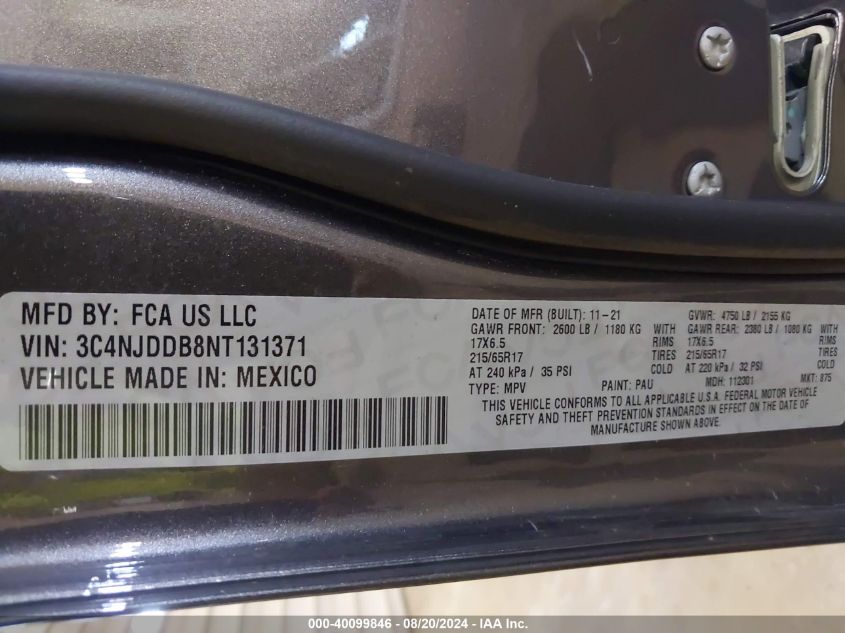 MFD BY: FCA US LLC
VIN: 3C4NJDDB8NT131371
VEHICLE MADE IN: MEXICO
DATE OF MFR (BUILT): 11-21 GVWR: 4750 LB / 2155 KG
GAWR FRONT: 2600 LB / 1180 KG GAWR REAR: 2380 LB / 1080 KG
17X6.5 RIMS 17X6.5 RIMS
215/65R17 TIRES 215/65R17 TIRES
AT 240 kPa / 35 PSI COLD AT 220 kPa / 32 PSI COLD
TYPE: MPV PAINT: PAU MDH: 112301 MKT: 875
THIS VEHICLE CONFORMS TO ALL APPLICABLE U.S.A. FEDERAL MOTOR VEHICLE
SAFETY AND THEFT PREVENTION STANDARDS IN EFFECT ON THE DATE OF
MANUFACTURE SHOWN ABOVE.
000-40099846 - 08/20/2024 - IAA Inc.